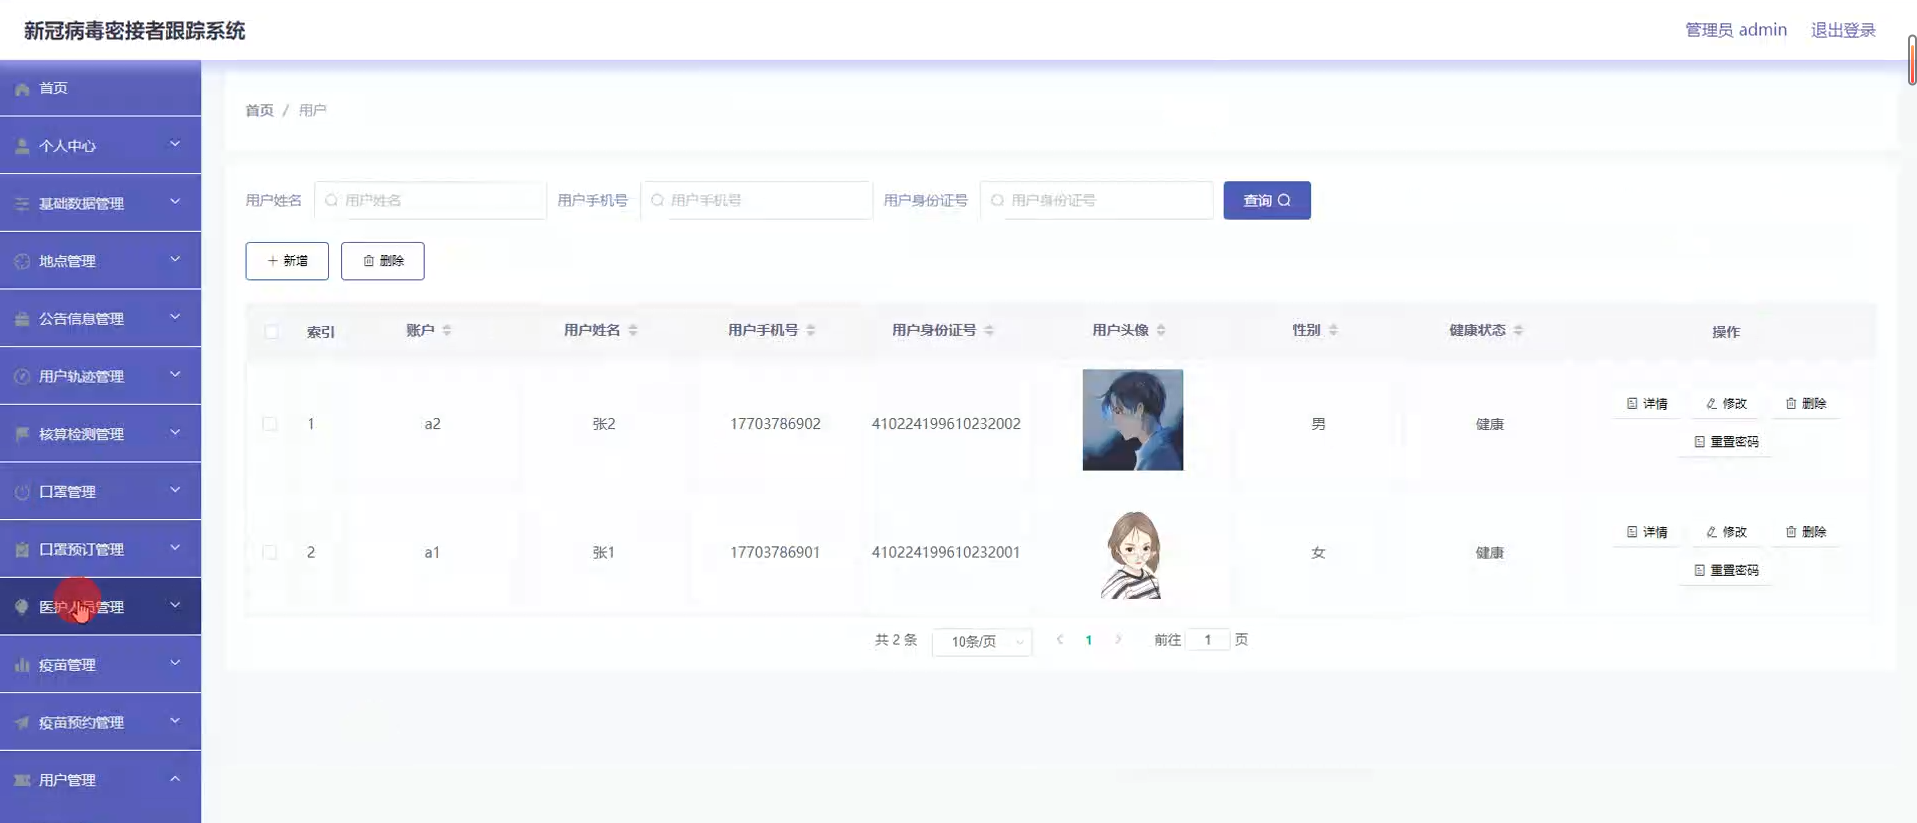 新冠病毒密接者跟踪系统
管理员 admin 退出登录
首页
个人中心
基础数据管理
地点管理
公告信息管理
用户轨迹管理
核算检测管理
口罩管理
口罩预订管理
医护人员管理
疫苗管理
疫苗预约管理
用户管理
首页 / 用户
用户姓名 用户姓名 用户手机号 用户手机号 用户身份证号 用户身份证号 查询
+ 新增 删除
索引 账户 用户姓名 用户手机号 用户身份证号 用户头像 性别 健康状态 操作
1 a2 张2 17703786902 410224199610232002 男 健康 详情 修改 删除
重置密码
2 a1 张1 17703786901 410224199610232001 女 健康 详情 修改 删除
重置密码
共 2 条 10条/页 1 前往 1 页